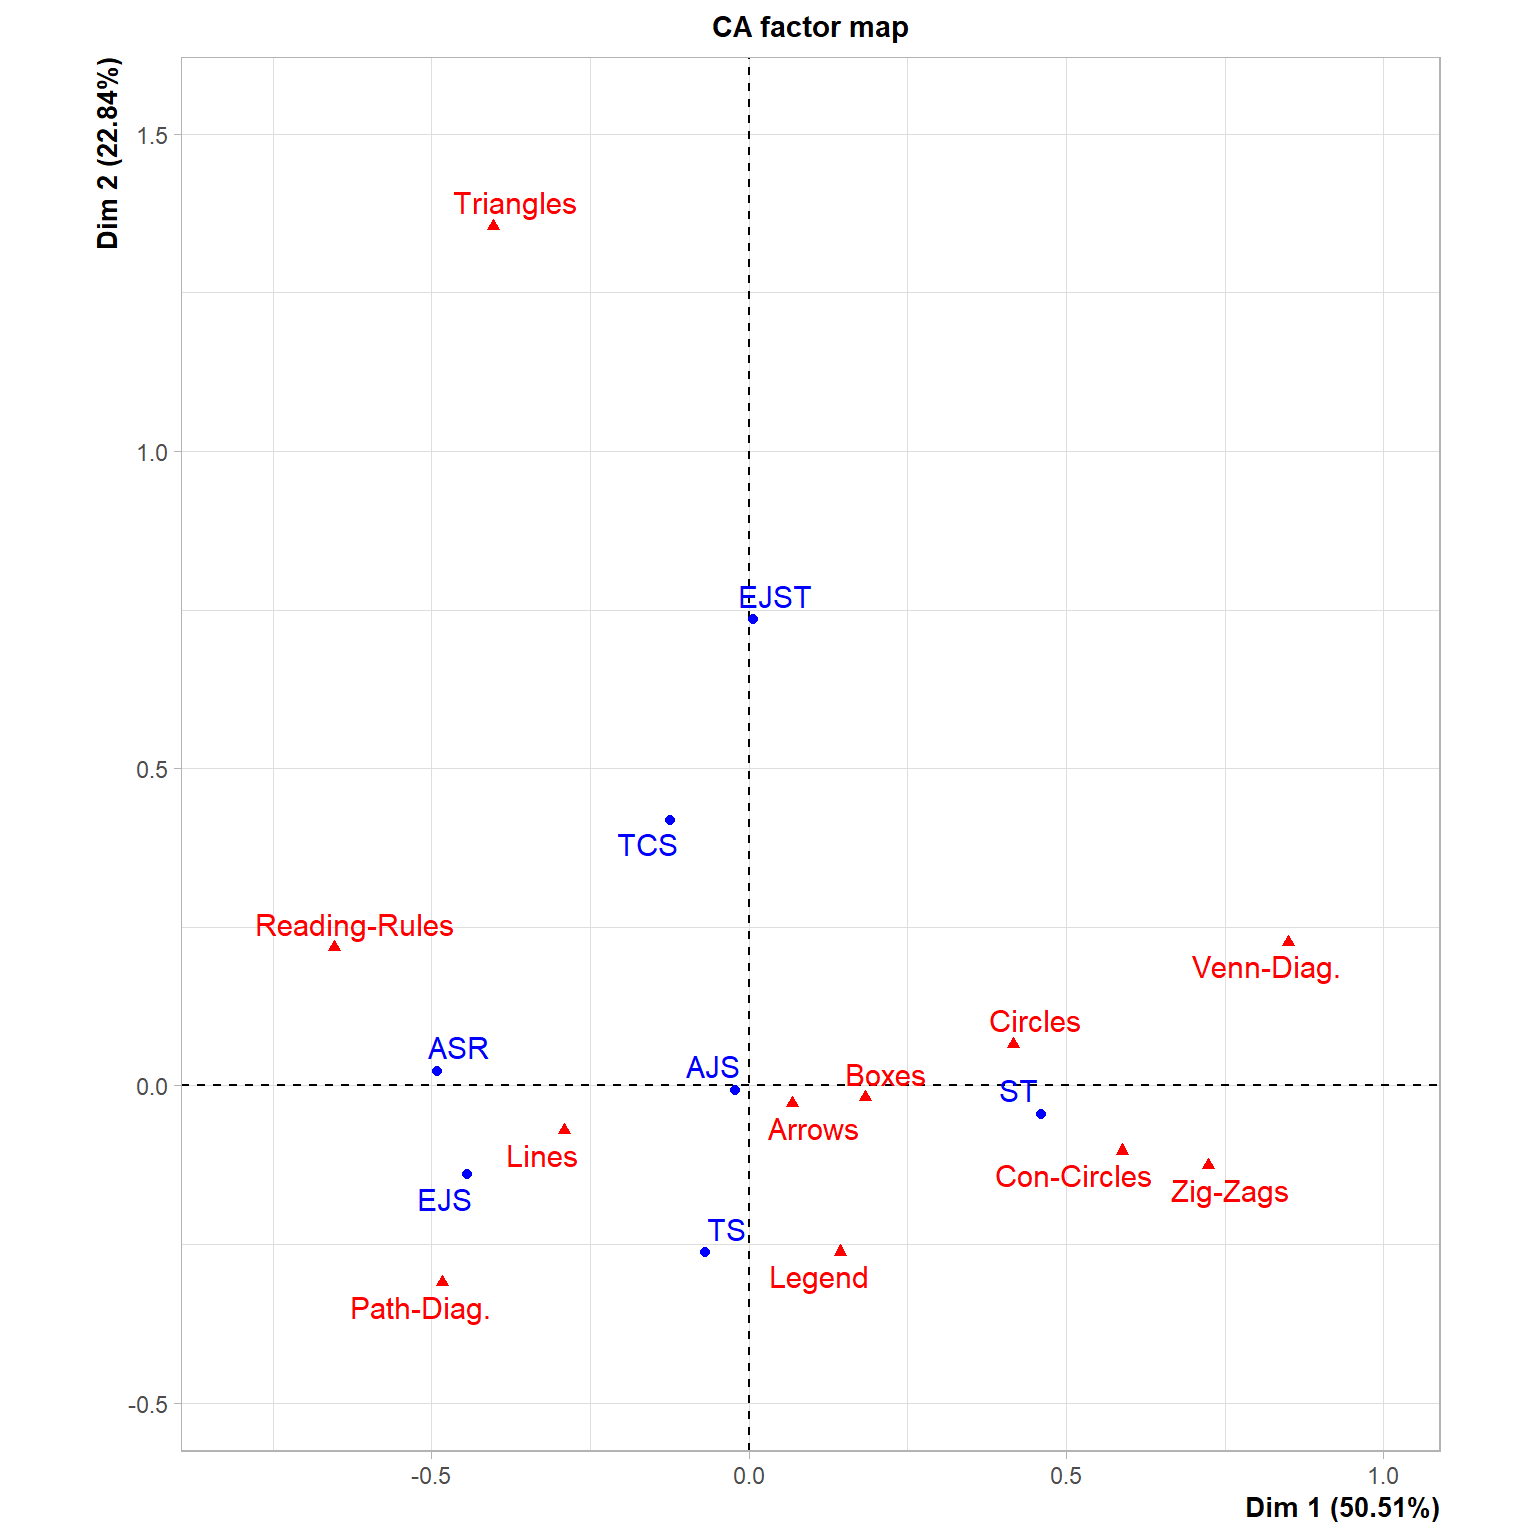 CA factor map
Dim 2 (22.84%)
1.5
Triangles
1.0
EJST
0.5
TCS
Reading-Rules
Venn-Diag.
Circles
ASR
AJS
Boxes
0.0
ST
Arrows
Lines
Con-Circles
Zig-Zags
EJS
TS
Legend
Path-Diag.
-0.5
-0.5 0.0 0.5 1.0
Dim 1 (50.51%)